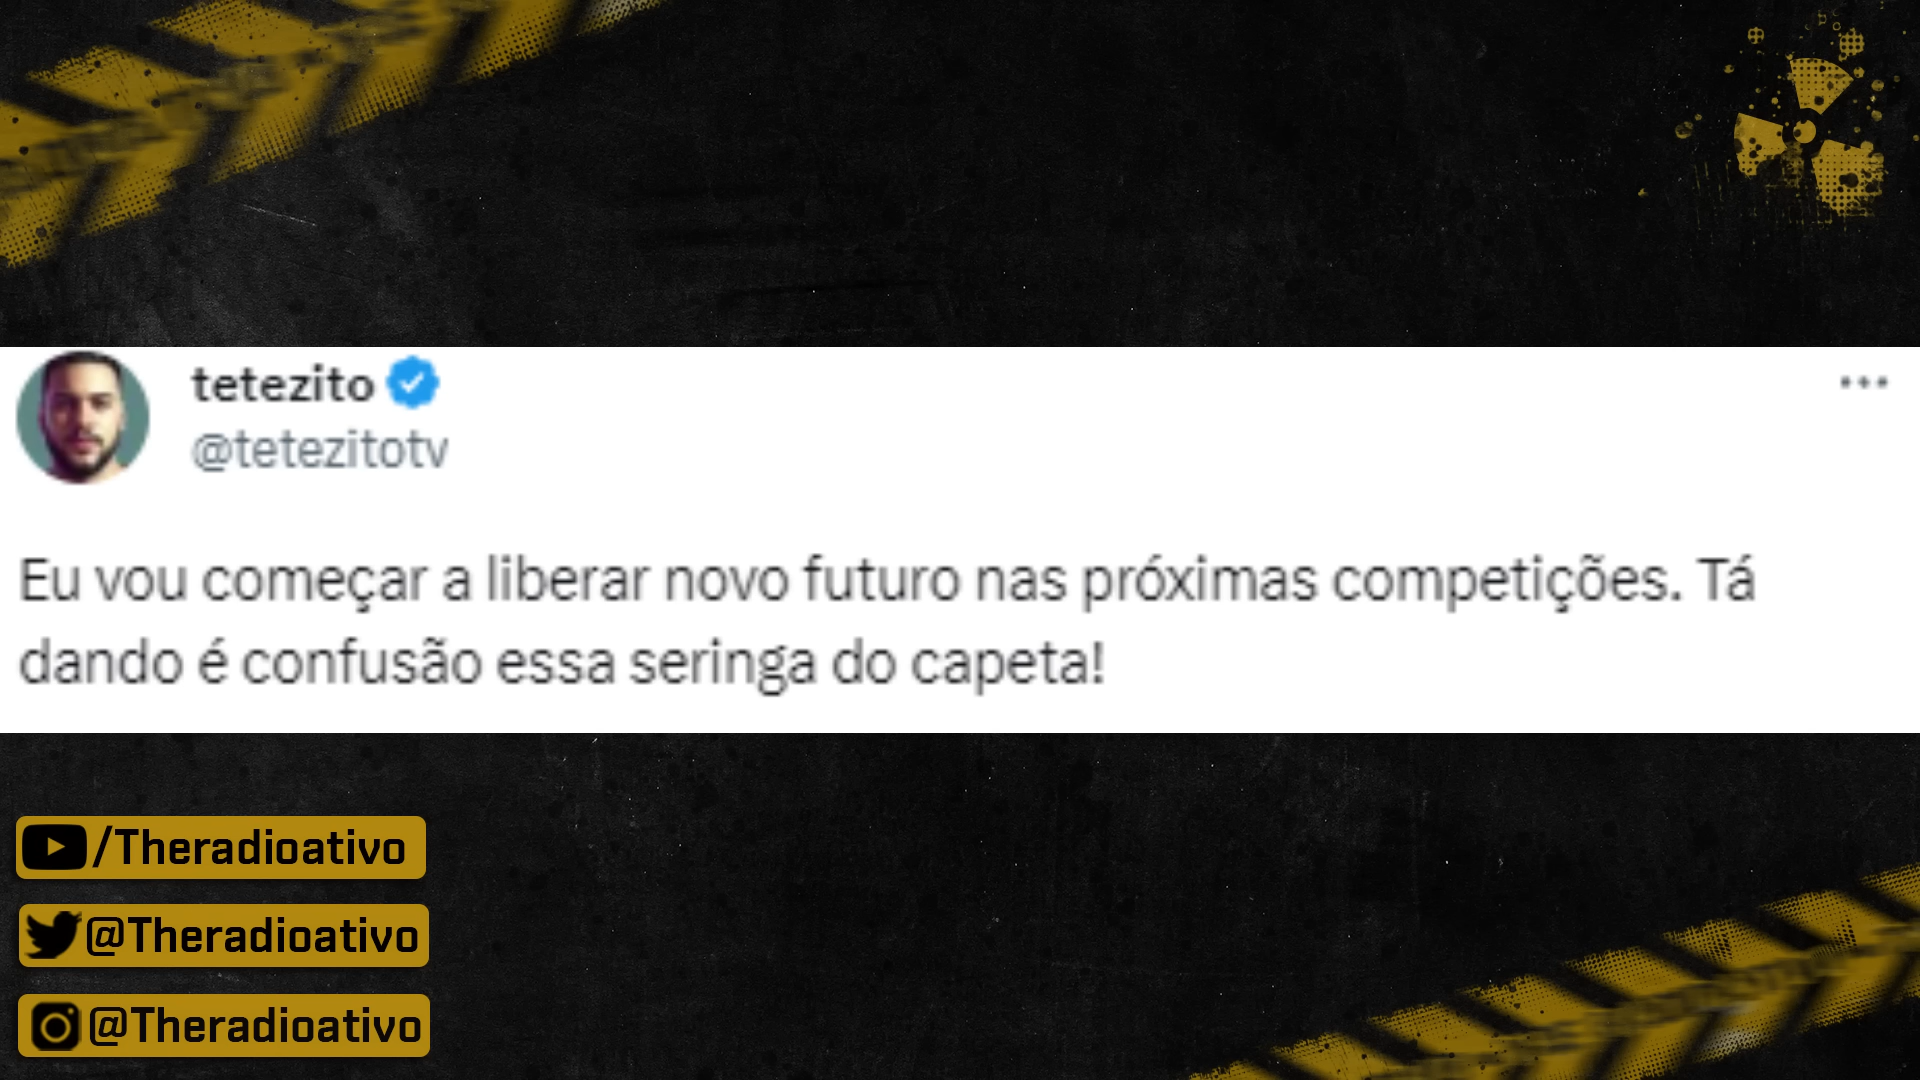 tetezito
@tetezitotv
Eu vou começar a liberar novo futuro nas próximas competições. Tá
dando é confusão essa seringa do capeta!
/Theradioativo
@Theradioativo
@Theradioativo